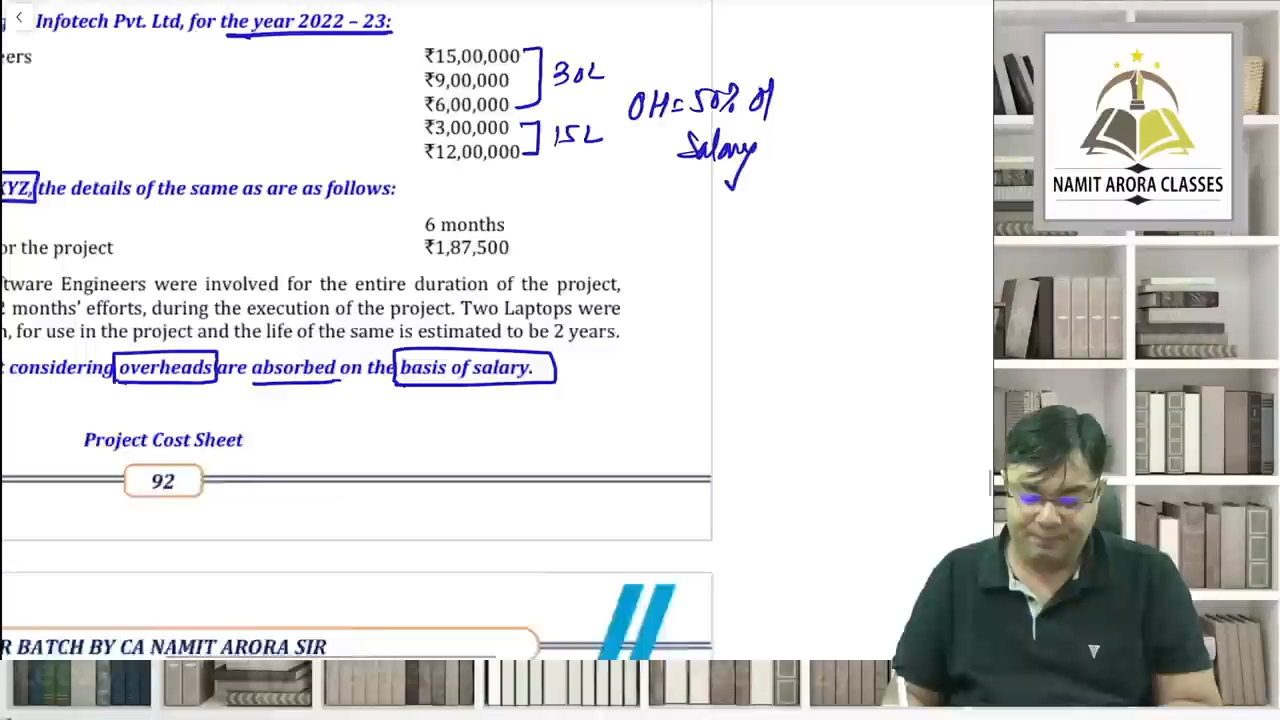 Infotech Pvt. Ltd, for the year 2022 – 23:
eers ₹15,00,000
₹9,00,000
₹6,00,000
30L
₹3,00,000
₹12,00,000
15L
OH = 50% of
Salary
XYZ, the details of the same as are as follows:
6 months
or the project ₹1,87,500
tware Engineers were involved for the entire duration of the project,
2 months' efforts, during the execution of the project. Two Laptops were
, for use in the project and the life of the same is estimated to be 2 years.
considering overheads are absorbed on the basis of salary.
Project Cost Sheet
92
R BATCH BY CA NAMIT ARORA SIR
NAMIT ARORA CLASSES